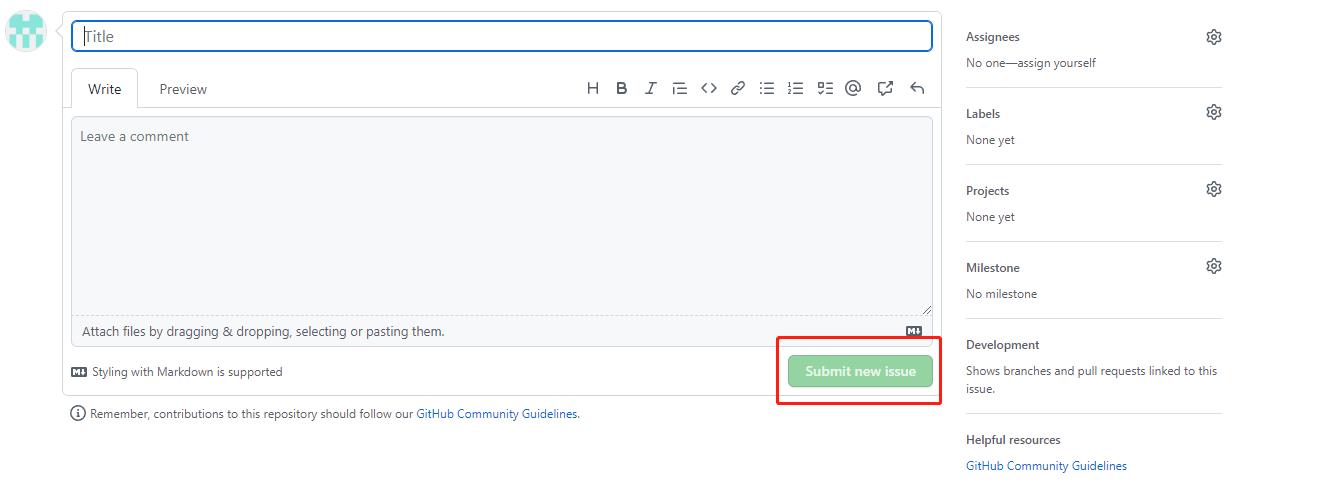 Title
Write Preview
Leave a comment
Attach files by dragging & dropping, selecting or pasting them.
Styling with Markdown is supported
Submit new issue
Remember, contributions to this repository should follow our GitHub Community Guidelines.
Assignees
No one—assign yourself
Labels
None yet
Projects
None yet
Milestone
No milestone
Development
Shows branches and pull requests linked to this
issue.
Helpful resources
GitHub Community Guidelines